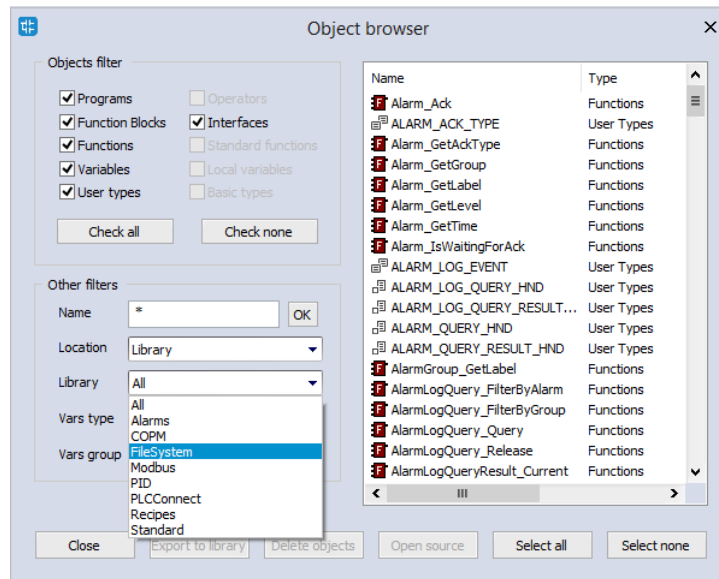 Object browser
Objects filter
Programs
Operators
Function Blocks
Interfaces
Functions
Standard functions
Variables
Local variables
User types
Basic types
Check all
Check none
Other filters
Name
*
OK
Location
Library
Library
All
Vars type
Vars group
All
Alarms
COPM
FileSystem
Modbus
PID
PLCConnect
Recipes
Standard
Name Type
Alarm_Ack Functions
ALARM_ACK_TYPE User Types
Alarm_GetAckType Functions
Alarm_GetGroup Functions
Alarm_GetLabel Functions
Alarm_GetLevel Functions
Alarm_GetTime Functions
Alarm_IsWaitingForAck Functions
ALARM_LOG_EVENT User Types
ALARM_LOG_QUERY_HND User Types
ALARM_LOG_QUERY_RESULT... User Types
ALARM_QUERY_HND User Types
ALARM_QUERY_RESULT_HND User Types
AlarmGroup_GetLabel Functions
AlarmLogQuery_FilterByAlarm Functions
AlarmLogQuery_FilterByGroup Functions
AlarmLogQuery_Query Functions
AlarmLogQuery_Release Functions
AlarmLogQueryResult_Current Functions
Close
Export to library
Delete objects
Open source
Select all
Select none